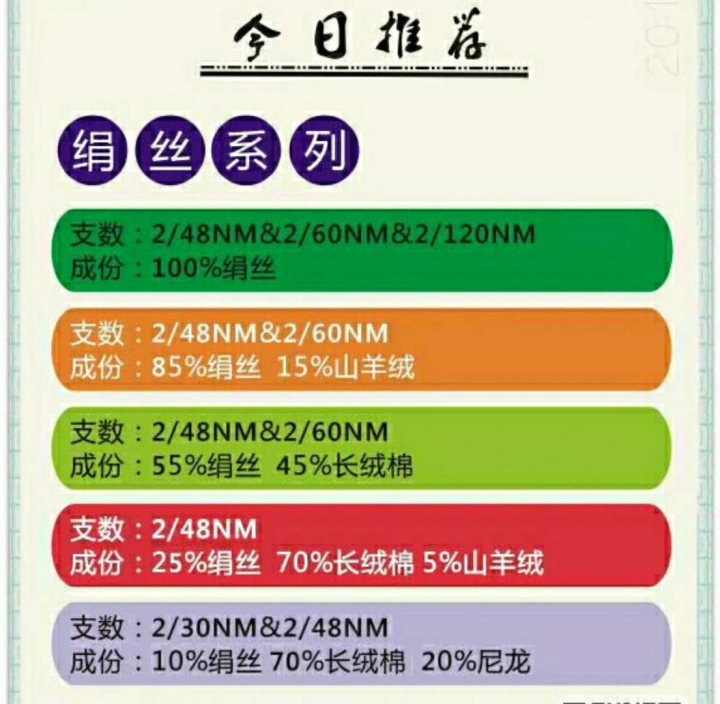 今日推荐
绢丝系列
支数：2/48NM&2/60NM&2/120NM
成份：100%绢丝
支数：2/48NM&2/60NM
成份：85%绢丝 15%山羊绒
支数：2/48NM&2/60NM
成份：55%绢丝 45%长绒棉
支数：2/48NM
成份：25%绢丝 70%长绒棉 5%山羊绒
支数：2/30NM&2/48NM
成份：10%绢丝 70%长绒棉 20%尼龙